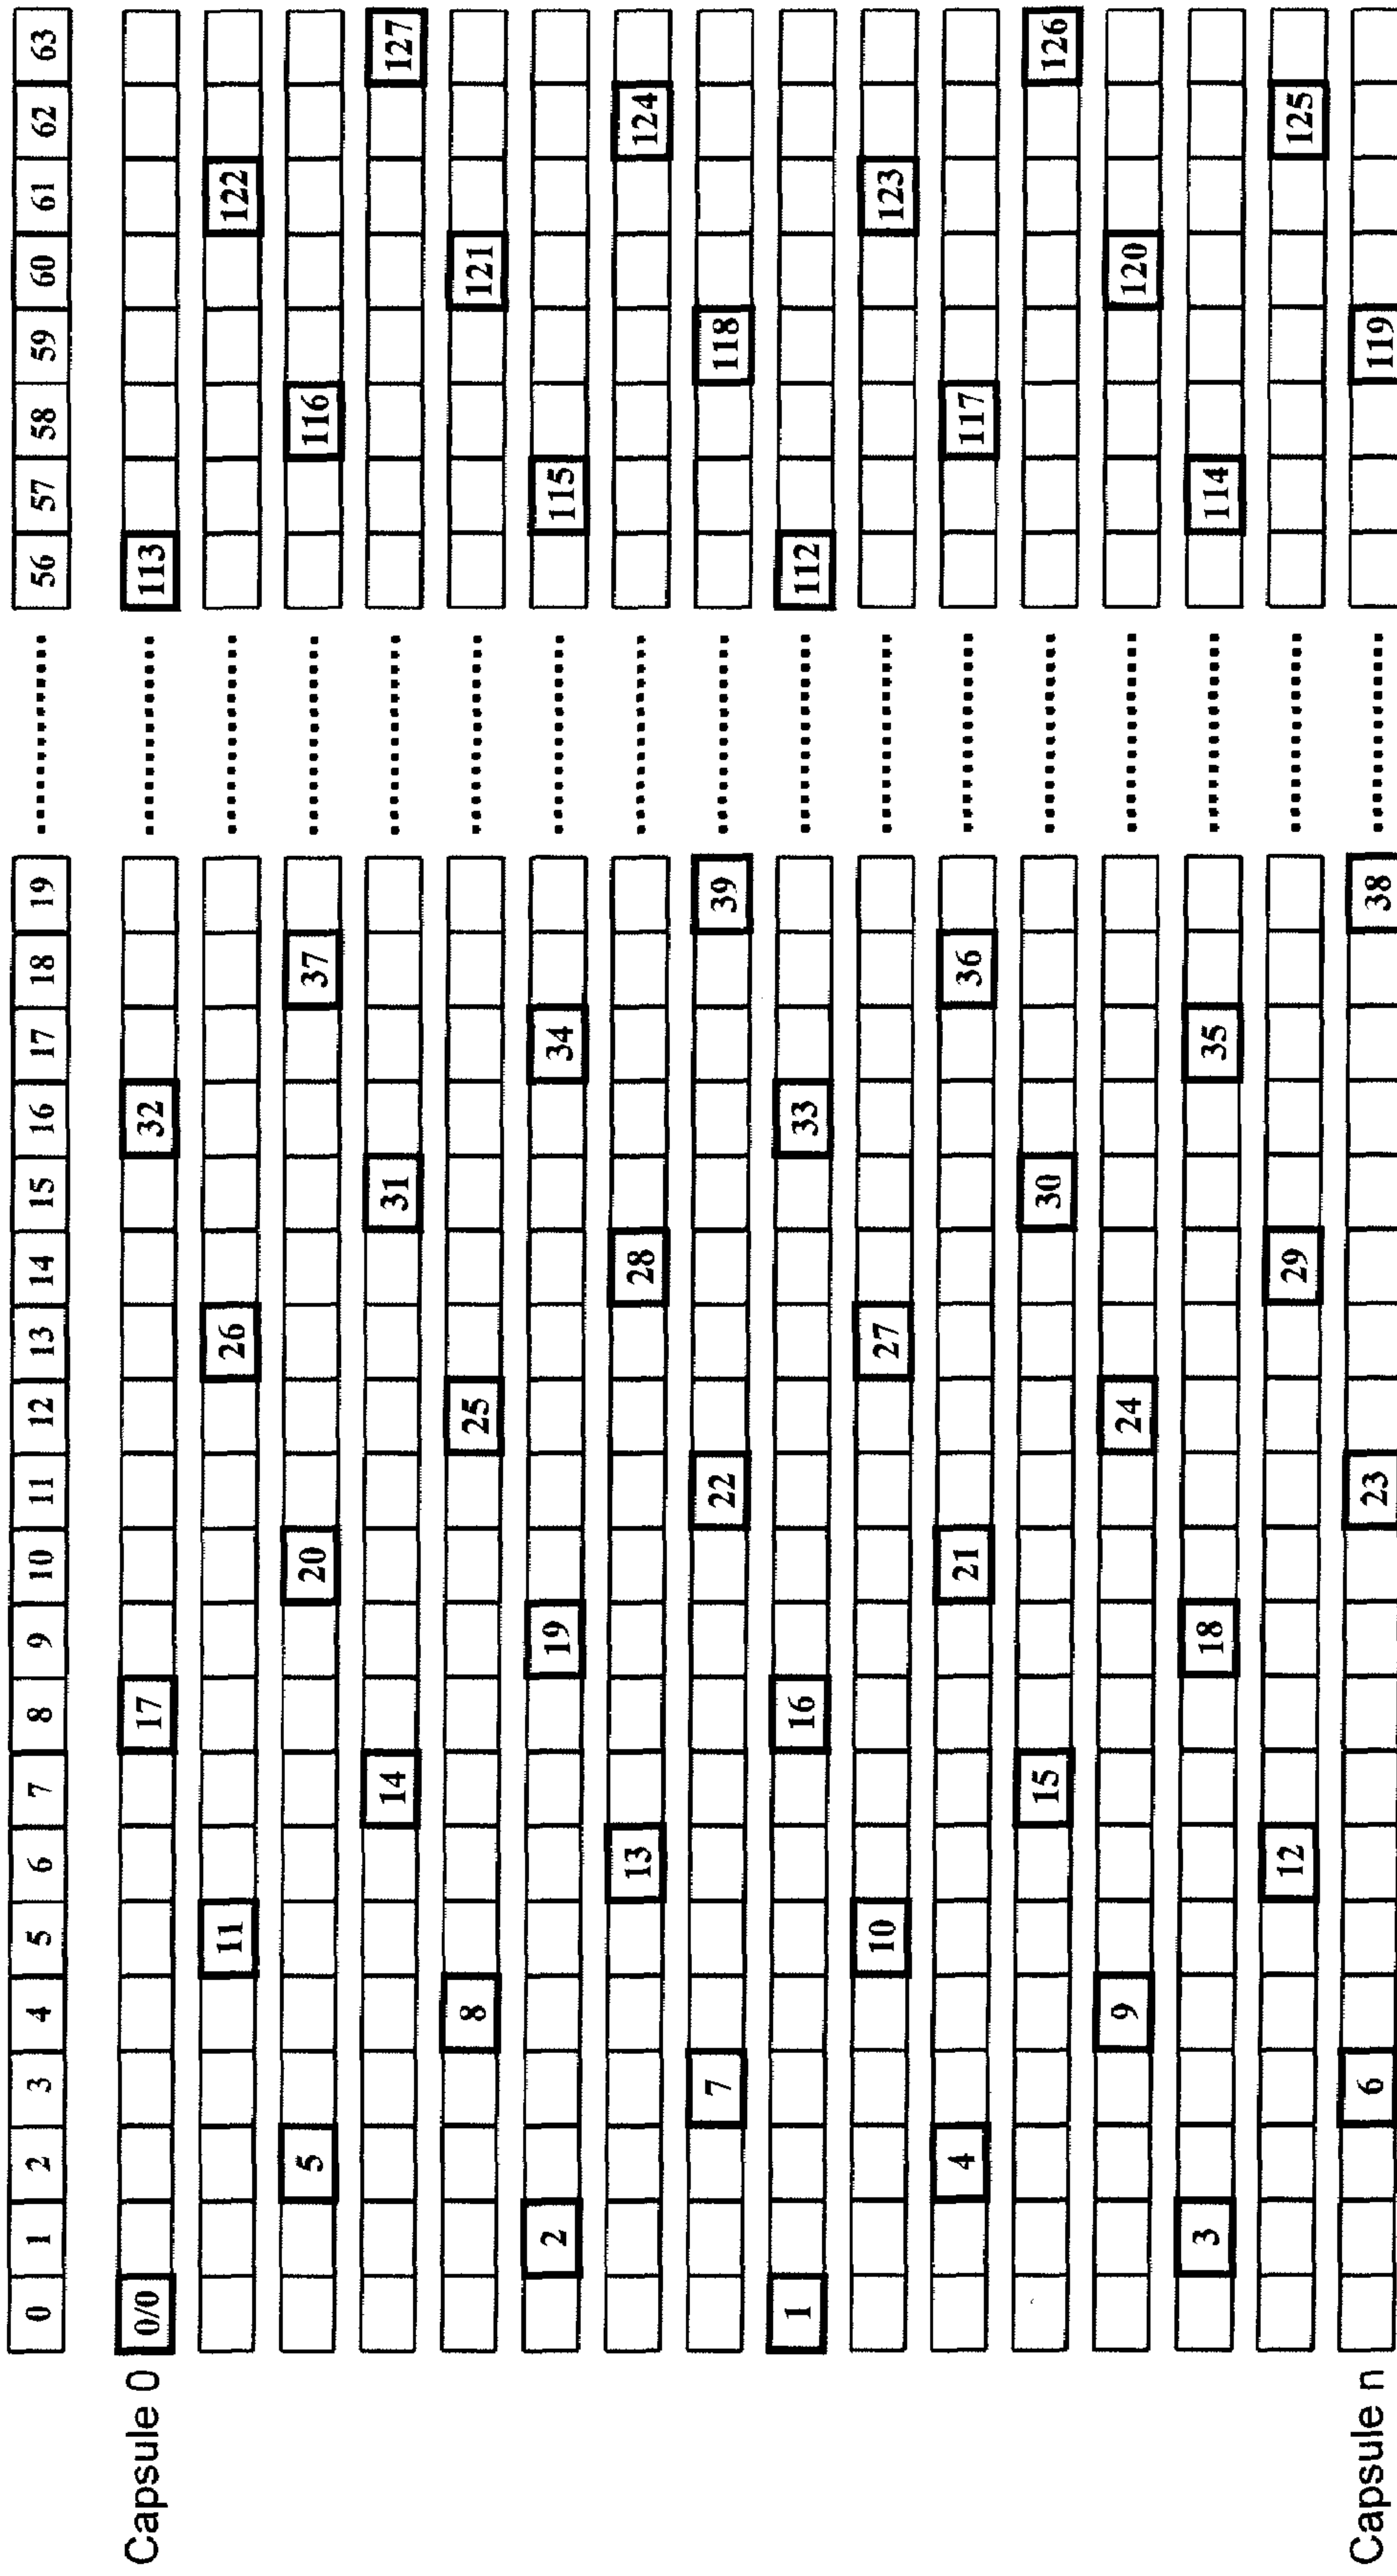 0 1 2 3 4 5 6 7 8 9 10 11 12 13 14 15 16 17 18 19 ............... 56 57 58 59 60 61 62 63
Capsule 0 0/0 17 32 ............... 113
11 26 ............... 122
5 20 37 ............... 116
14 31 ............... 127
8 25 ............... 121
2 19 34 ............... 115
13 28 ............... 124
7 22 39 ............... 118
1 16 33 ............... 112
10 27 ............... 123
4 21 36 ............... 117
15 30 ............... 126
9 24 ............... 120
3 18 35 ............... 114
12 29 ............... 125
Capsule n 6 23 38 ............... 119